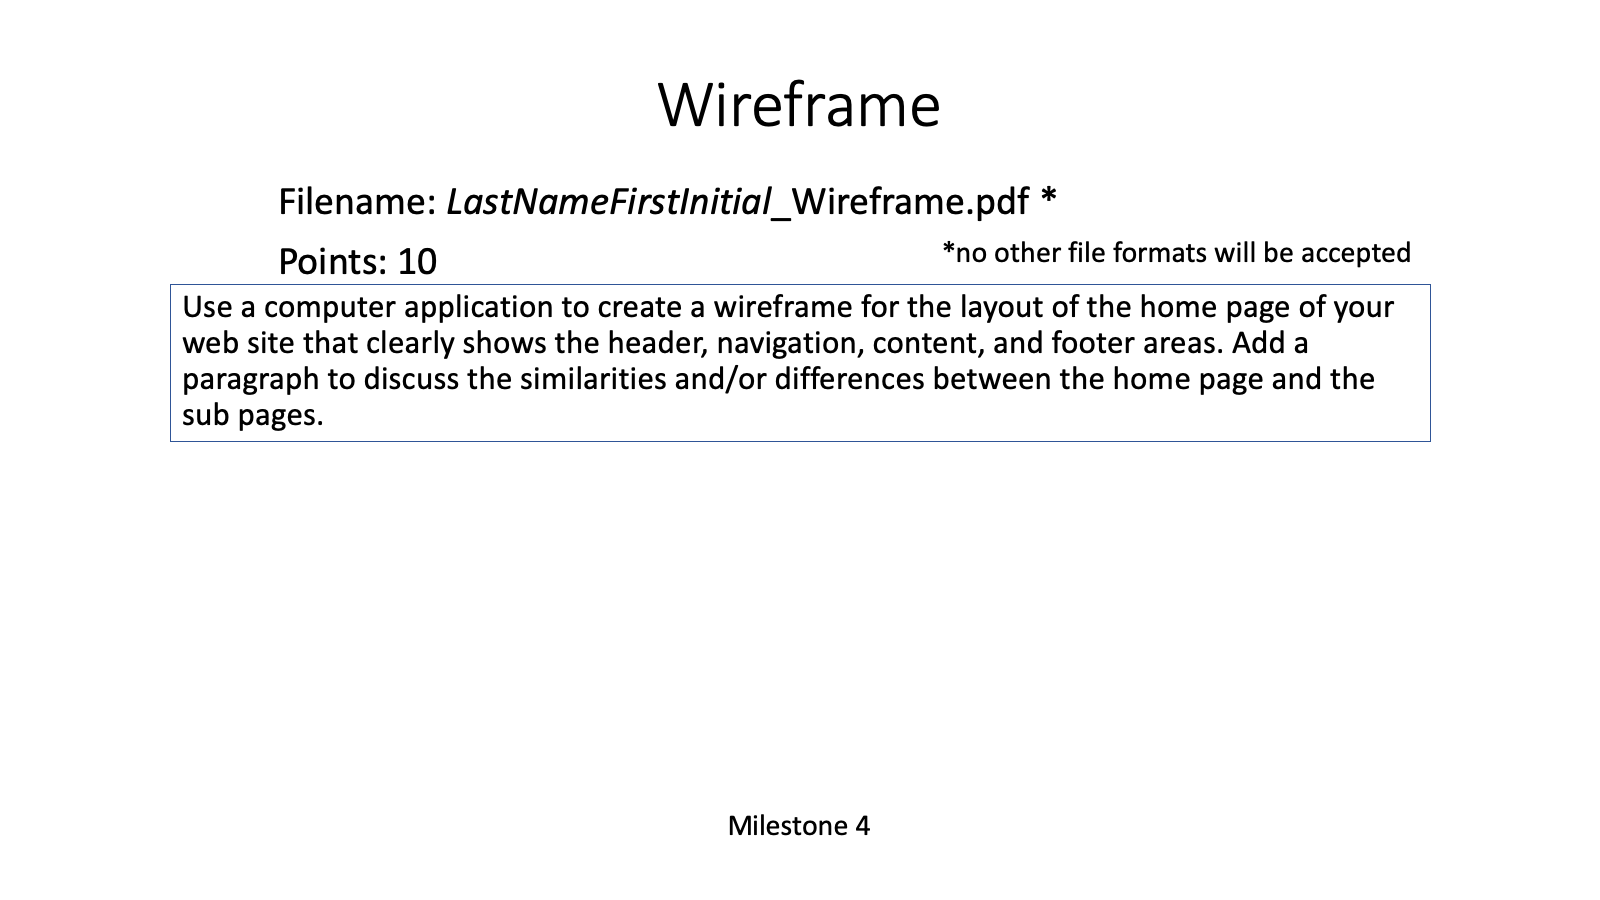 Wireframe
Filename: LastNameFirstInitial_Wireframe.pdf *
Points: 10
*no other file formats will be accepted
Use a computer application to create a wireframe for the layout of the home page of your
web site that clearly shows the header, navigation, content, and footer areas. Add a
paragraph to discuss the similarities and/or differences between the home page and the
sub pages.
Milestone 4